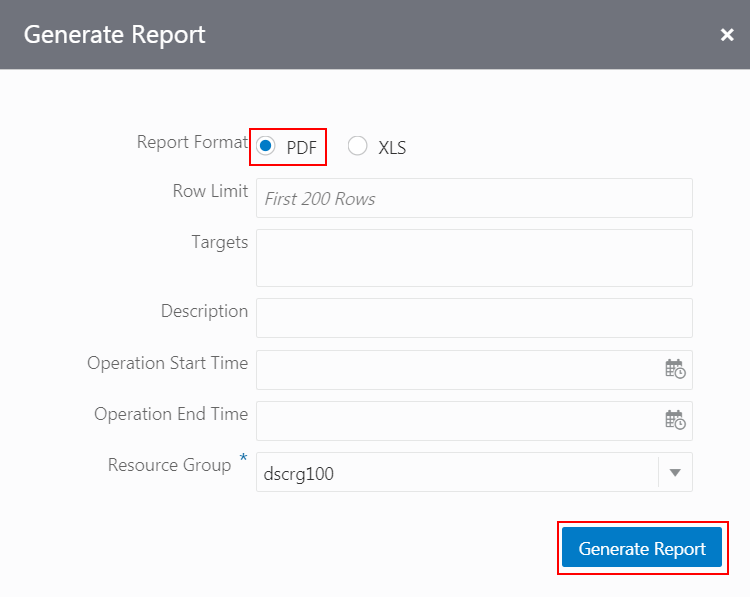 Generate Report ×
Report Format PDF XLS
Row Limit First 200 Rows
Targets
Description
Operation Start Time
Operation End Time
Resource Group * dscrg100
Generate Report